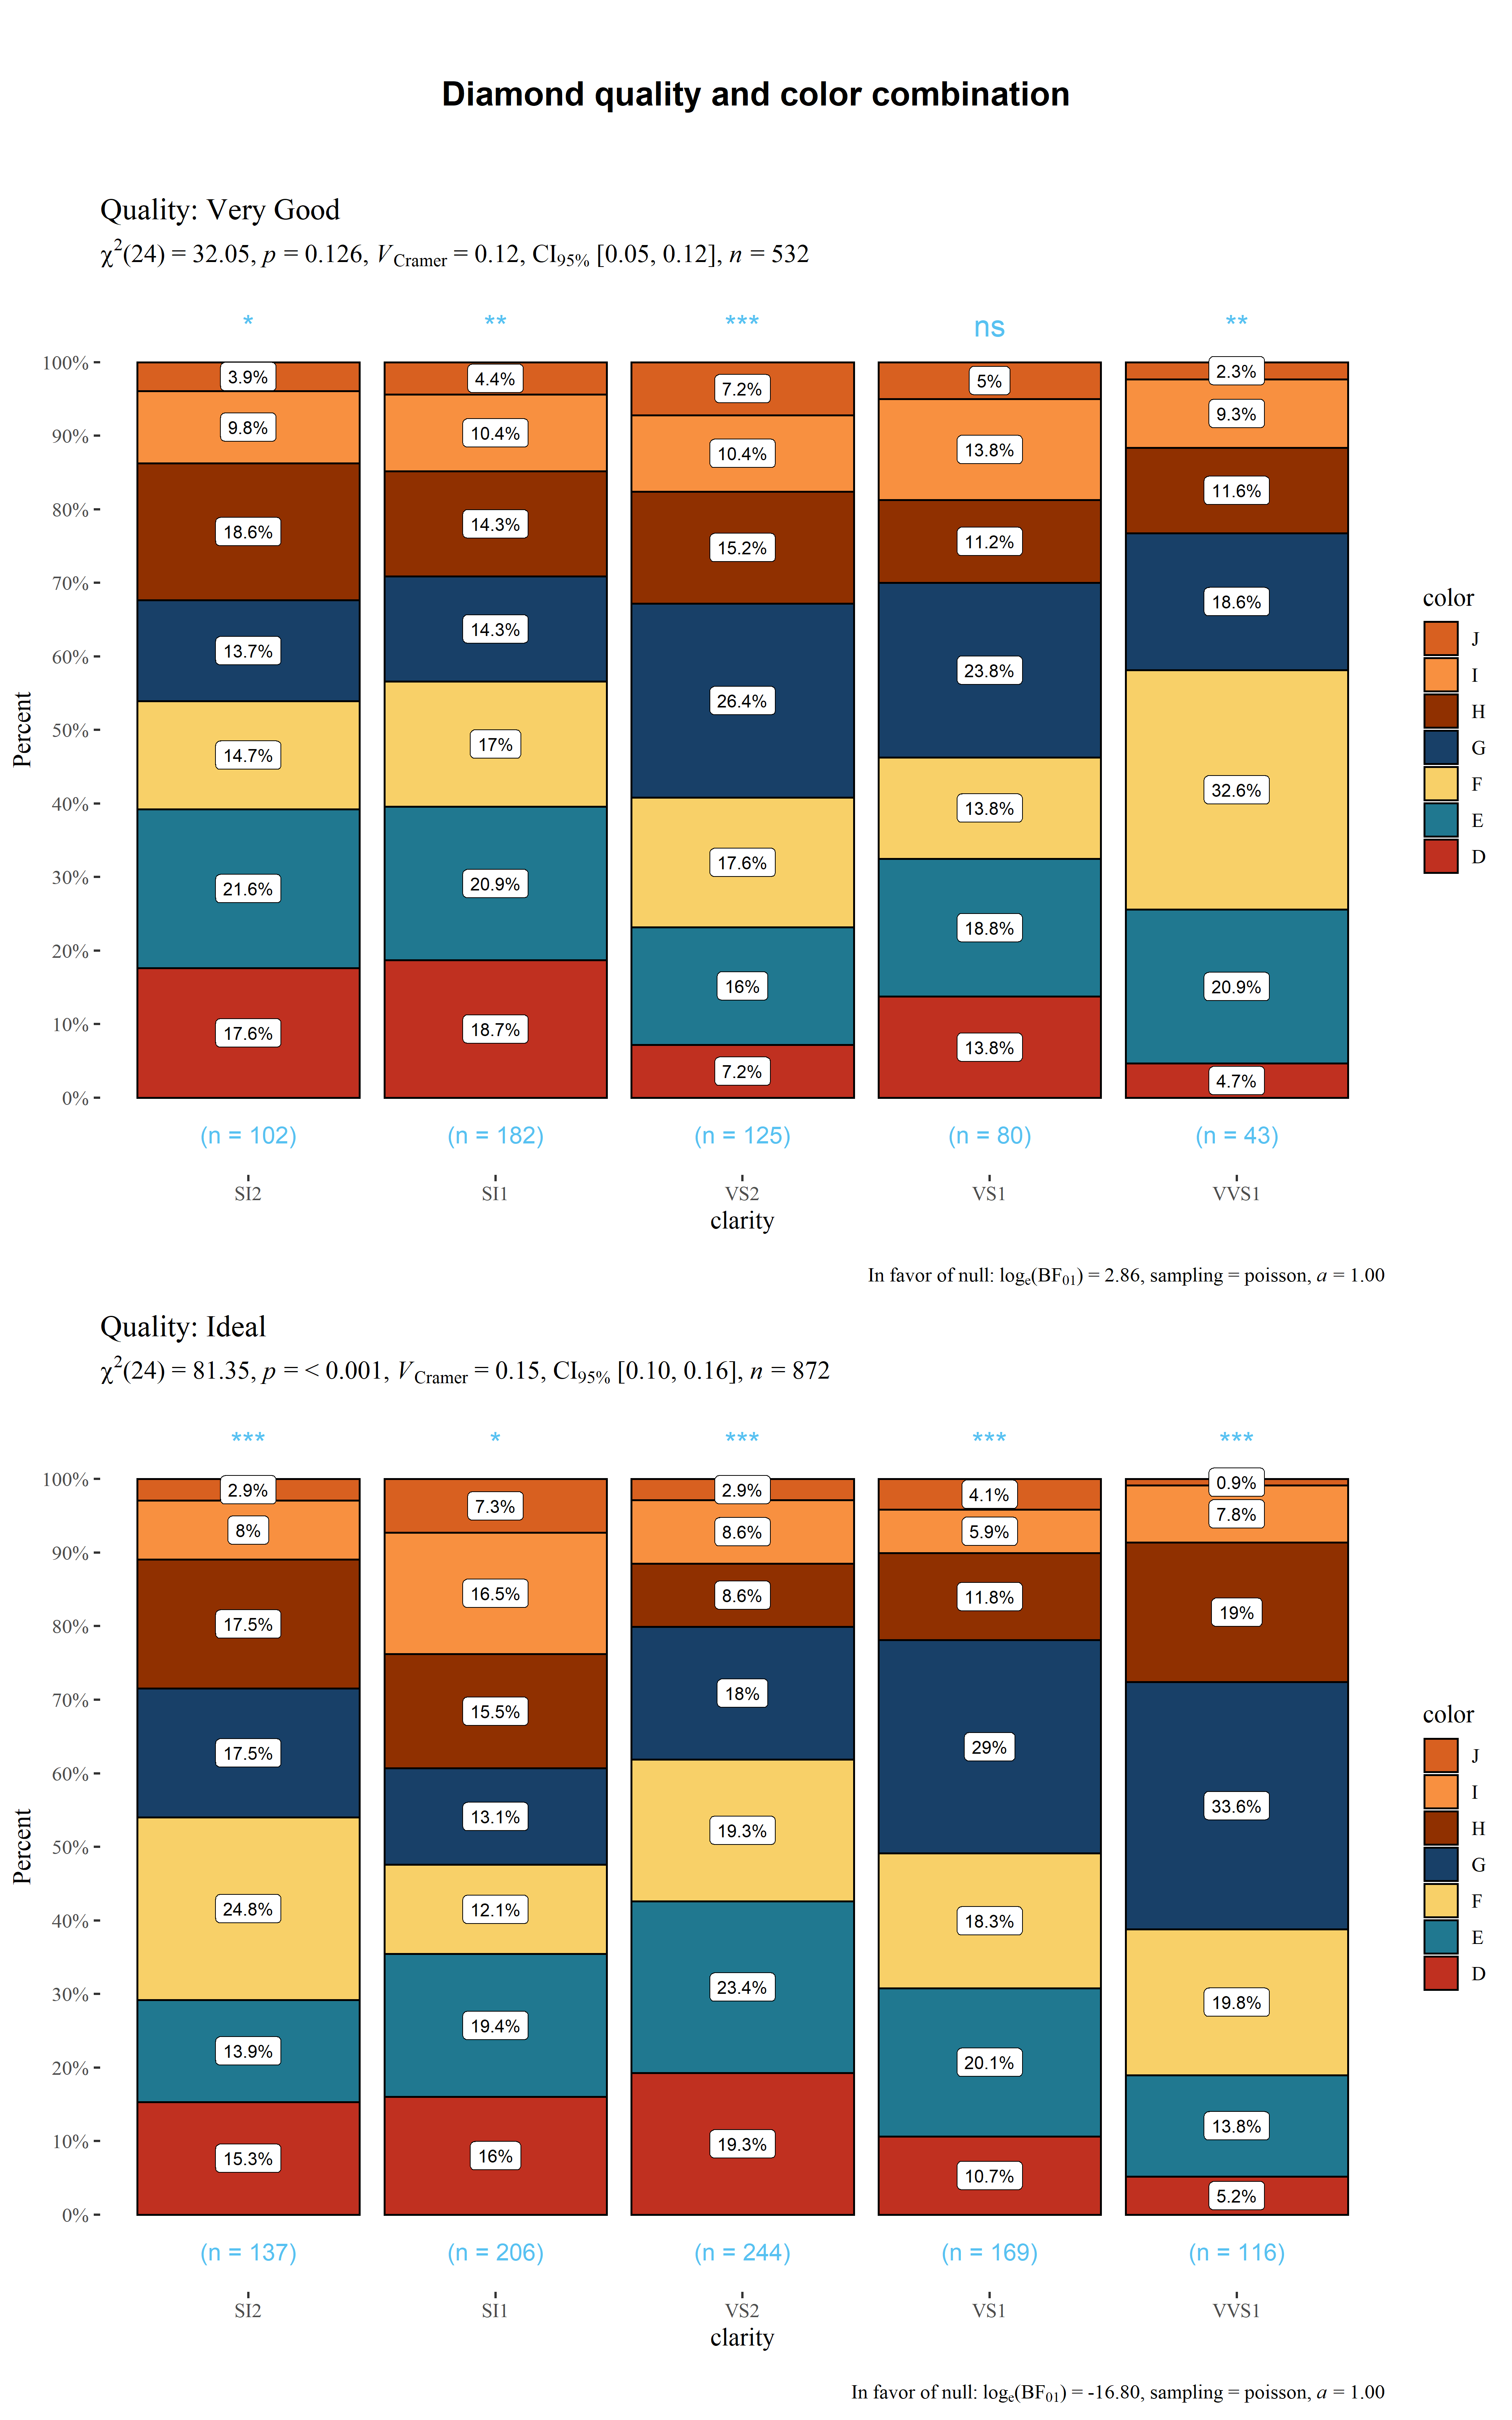 Diamond quality and color combination
Quality: Very Good
χ²(24) = 32.05, p = 0.126, V_Cramer = 0.12, CI95% [0.05, 0.12], n = 532
* ** *** ns **
100%
90%
80%
70%
60%
50%
40%
30%
20%
10%
0%
Percent
3.9% 4.4% 7.2% 5% 2.3%
9.8% 10.4% 10.4% 13.8% 9.3%
18.6% 14.3% 15.2% 11.2% 11.6%
13.7% 14.3% 26.4% 23.8% 18.6%
14.7% 17% 17.6% 13.8% 32.6%
21.6% 20.9% 16% 18.8% 20.9%
17.6% 18.7% 7.2% 13.8% 4.7%
(n = 102) (n = 182) (n = 125) (n = 80) (n = 43)
SI2 SI1 VS2 VS1 VVS1
clarity
color
J
I
H
G
F
E
D
In favor of null: logₑ(BF₀₁) = 2.86, sampling = poisson, a = 1.00
Quality: Ideal
χ²(24) = 81.35, p = < 0.001, V_Cramer = 0.15, CI95% [0.10, 0.16], n = 872
*** * *** *** ***
100%
90%
80%
70%
60%
50%
40%
30%
20%
10%
0%
Percent
2.9% 7.3% 2.9% 4.1% 0.9%
8% 16.5% 8.6% 5.9% 7.8%
17.5% 15.5% 8.6% 11.8% 19%
17.5% 13.1% 18% 29% 33.6%
24.8% 12.1% 19.3% 18.3% 19.8%
13.9% 19.4% 23.4% 20.1% 13.8%
15.3% 16% 19.3% 10.7% 5.2%
(n = 137) (n = 206) (n = 244) (n = 169) (n = 116)
SI2 SI1 VS2 VS1 VVS1
clarity
color
J
I
H
G
F
E
D
In favor of null: logₑ(BF₀₁) = -16.80, sampling = poisson, a = 1.00